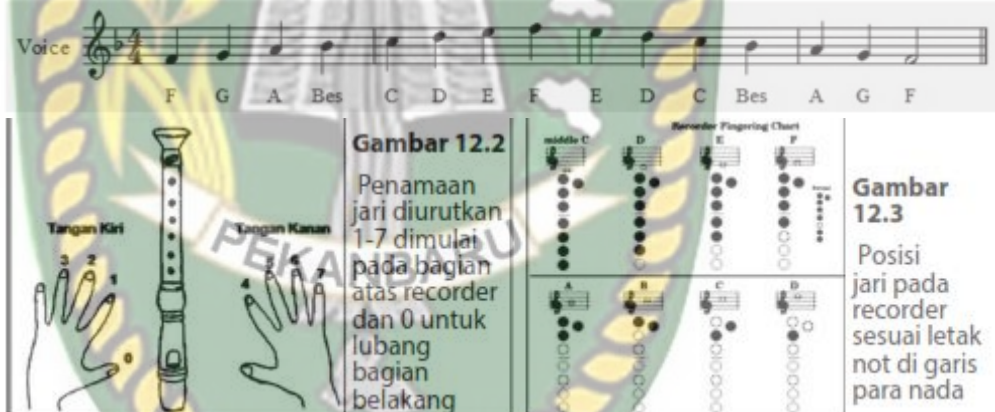 Voice
F G A Bes C D E F E D C Bes A G F
Gambar 12.2
Penamaan
jari diurutkan
1-7 dimulai
pada bagian
atas recorder
dan 0 untuk
lubang
bagian
belakang
Tangan Kiri
Tangan Kanan
3 2 1
0
4 5 6 7
PEKANBARU
Recorder Fingering Chart
middle C D E F
A B C D
Gambar
12.3
Posisi
jari pada
recorder
sesuai letak
not di garis
para nada